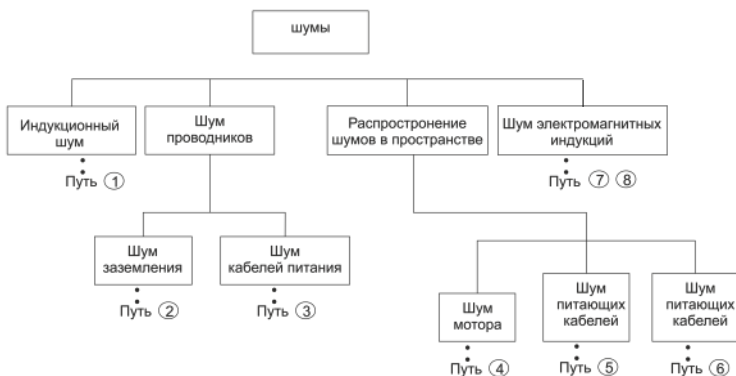 шумы
Индукционный
шум
Путь 1
Шум
проводников
Распростронение
шумов в пространстве
Шум электромагнитных
индукций
Путь 7 8
Шум
заземления
Путь 2
Шум
кабелей питания
Путь 3
Шум
мотора
Путь 4
Шум
питающих
кабелей
Путь 5
Шум
питающих
кабелей
Путь 6